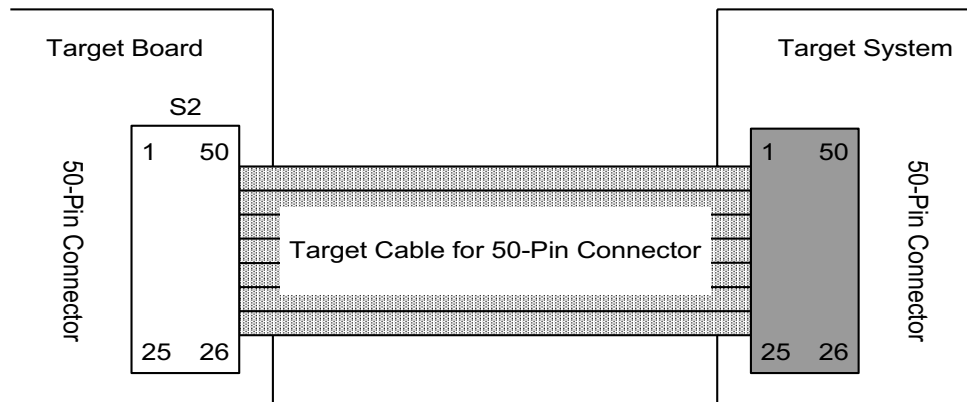 Target Board
Target System
S2
1 50
1 50
50-Pin Connector
Target Cable for 50-Pin Connector
50-Pin Connector
25 26
25 26